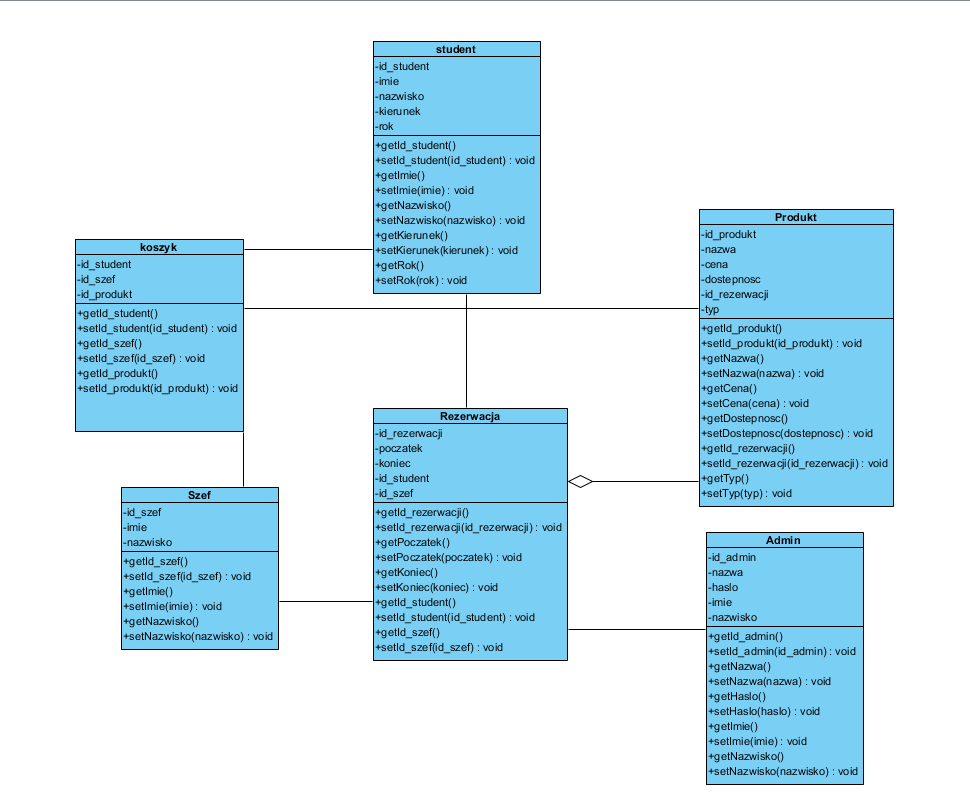 student
-id_student
-imie
-nazwisko
-kierunek
-rok
+getId_student()
+setId_student(id_student) : void
+getImie()
+setImie(imie) : void
+getNazwisko()
+setNazwisko(nazwisko) : void
+getKierunek()
+setKierunek(kierunek) : void
+getRok()
+setRok(rok) : void
koszyk
-id_student
-id_szef
-id_produkt
+getId_student()
+setId_student(id_student) : void
+getId_szef()
+setId_szef(id_szef) : void
+getId_produkt()
+setId_produkt(id_produkt) : void
Produkt
-id_produkt
-nazwa
-cena
-dostepnosc
-id_rezerwacji
-typ
+getId_produkt()
+setId_produkt(id_produkt) : void
+getNazwa()
+setNazwa(nazwa) : void
+getCena()
+setCena(cena) : void
+getDostepnosc()
+setDostepnosc(dostepnosc) : void
+getId_rezerwacji()
+setId_rezerwacji(id_rezerwacji) : void
+getTyp()
+setTyp(typ) : void
Rezerwacja
-id_rezerwacji
-poczatek
-koniec
-id_student
-id_szef
+getId_rezerwacji()
+setId_rezerwacji(id_rezerwacji) : void
+getPoczatek()
+setPoczatek(poczatek) : void
+getKoniec()
+setKoniec(koniec) : void
+getId_student()
+setId_student(id_student) : void
+getId_szef()
+setId_szef(id_szef) : void
Szef
-id_szef
-imie
-nazwisko
+getId_szef()
+setId_szef(id_szef) : void
+getImie()
+setImie(imie) : void
+getNazwisko()
+setNazwisko(nazwisko) : void
Admin
-id_admin
-nazwa
-haslo
-imie
-nazwisko
+getId_admin()
+setId_admin(id_admin) : void
+getNazwa()
+setNazwa(nazwa) : void
+getHaslo()
+setHaslo(haslo) : void
+getImie()
+setImie(imie) : void
+getNazwisko()
+setNazwisko(nazwisko) : void